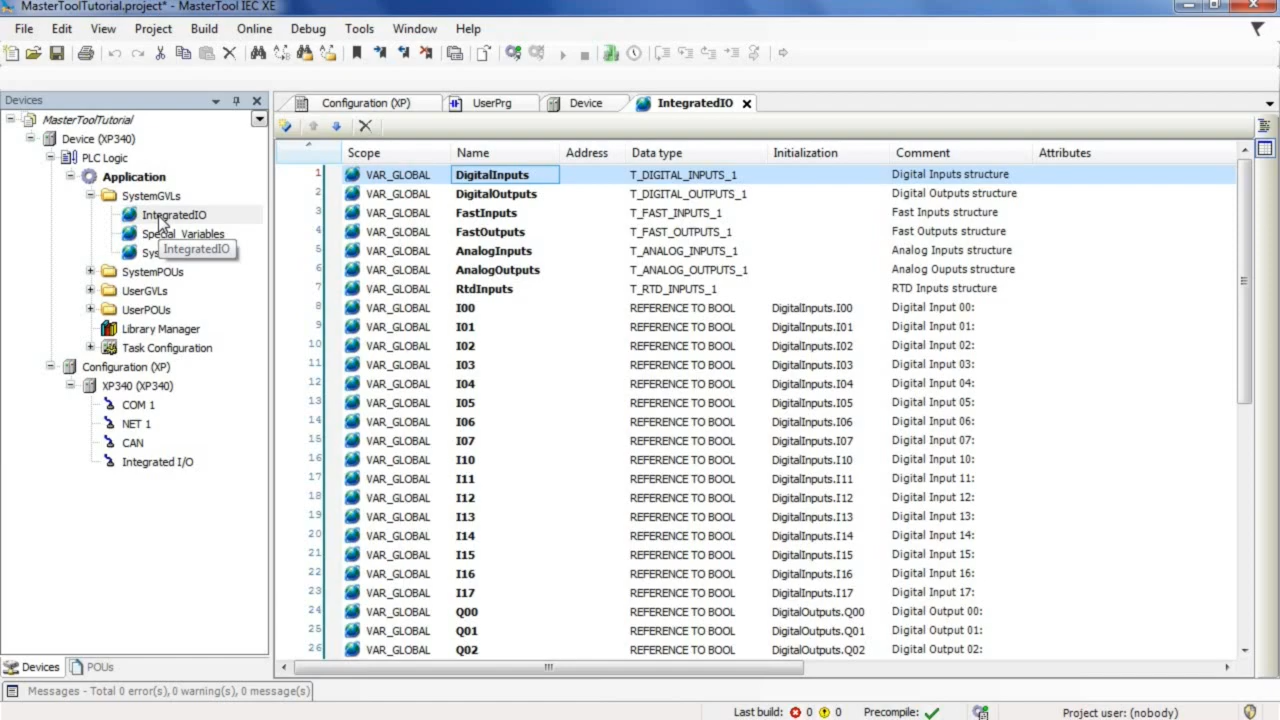 MasterToolTutorial.project* - MasterTool IEC XE
File Edit View Project Build Online Debug Tools Window Help
Devices
MasterToolTutorial
Device (XP340)
PLC Logic
Application
SystemGVLs
IntegratedIO
Special_Variables
Sys
IntegratedIO
SystemPOUs
UserGVLs
UserPOUs
Library Manager
Task Configuration
Configuration (XP)
XP340 (XP340)
COM 1
NET 1
CAN
Integrated I/O
Devices POUs
Configuration (XP) UserPrg Device IntegratedIO
Scope Name Address Data type Initialization Comment Attributes
1 VAR_GLOBAL DigitalInputs T_DIGITAL_INPUTS_1 Digital Inputs structure
2 VAR_GLOBAL DigitalOutputs T_DIGITAL_OUTPUTS_1 Digital Outputs structure
3 VAR_GLOBAL FastInputs T_FAST_INPUTS_1 Fast Inputs structure
4 VAR_GLOBAL FastOutputs T_FAST_OUTPUTS_1 Fast Outputs structure
5 VAR_GLOBAL AnalogInputs T_ANALOG_INPUTS_1 Analog Inputs structure
6 VAR_GLOBAL AnalogOutputs T_ANALOG_OUTPUTS_1 Analog Ouputs structure
7 VAR_GLOBAL RtdInputs T_RTD_INPUTS_1 RTD Inputs structure
8 VAR_GLOBAL I00 REFERENCE TO BOOL DigitalInputs.I00 Digital Input 00:
9 VAR_GLOBAL I01 REFERENCE TO BOOL DigitalInputs.I01 Digital Input 01:
10 VAR_GLOBAL I02 REFERENCE TO BOOL DigitalInputs.I02 Digital Input 02:
11 VAR_GLOBAL I03 REFERENCE TO BOOL DigitalInputs.I03 Digital Input 03:
12 VAR_GLOBAL I04 REFERENCE TO BOOL DigitalInputs.I04 Digital Input 04:
13 VAR_GLOBAL I05 REFERENCE TO BOOL DigitalInputs.I05 Digital Input 05:
14 VAR_GLOBAL I06 REFERENCE TO BOOL DigitalInputs.I06 Digital Input 06:
15 VAR_GLOBAL I07 REFERENCE TO BOOL DigitalInputs.I07 Digital Input 07:
16 VAR_GLOBAL I10 REFERENCE TO BOOL DigitalInputs.I10 Digital Input 10:
17 VAR_GLOBAL I11 REFERENCE TO BOOL DigitalInputs.I11 Digital Input 11:
18 VAR_GLOBAL I12 REFERENCE TO BOOL DigitalInputs.I12 Digital Input 12:
19 VAR_GLOBAL I13 REFERENCE TO BOOL DigitalInputs.I13 Digital Input 13:
20 VAR_GLOBAL I14 REFERENCE TO BOOL DigitalInputs.I14 Digital Input 14:
21 VAR_GLOBAL I15 REFERENCE TO BOOL DigitalInputs.I15 Digital Input 15:
22 VAR_GLOBAL I16 REFERENCE TO BOOL DigitalInputs.I16 Digital Input 16:
23 VAR_GLOBAL I17 REFERENCE TO BOOL DigitalInputs.I17 Digital Input 17:
24 VAR_GLOBAL Q00 REFERENCE TO BOOL DigitalOutputs.Q00 Digital Output 00:
25 VAR_GLOBAL Q01 REFERENCE TO BOOL DigitalOutputs.Q01 Digital Output 01:
26 VAR_GLOBAL Q02 REFERENCE TO BOOL DigitalOutputs.Q02 Digital Output 02:
Messages - Total 0 error(s), 0 warning(s), 0 message(s)
Last build: 0 0 Precompile: Project user: (nobody)